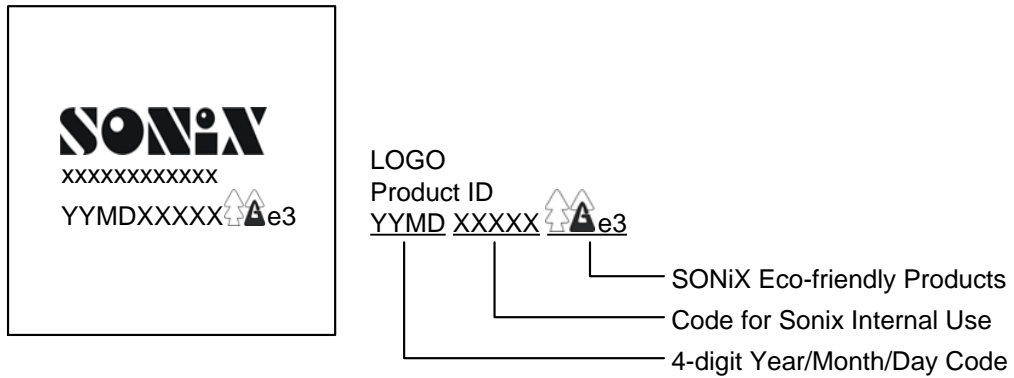 SONiX
xxxxxxxxxxxx
YYMDXXXXX G e3
LOGO
Product ID
YYMD XXXXX G e3
SONiX Eco-friendly Products
Code for Sonix Internal Use
4-digit Year/Month/Day Code